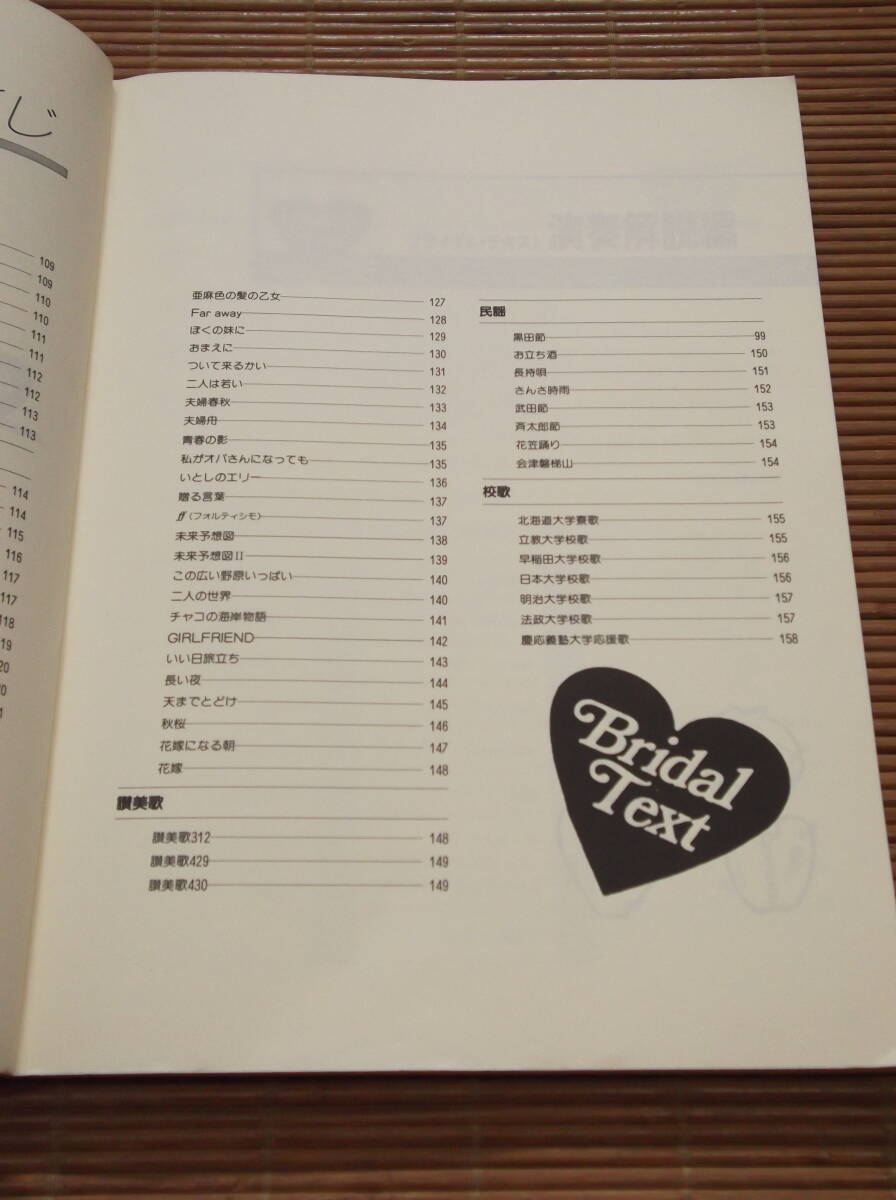 じ
109
109
110
110
111
111
112
112
113
113
114
114
115
116
117
117
118
亜麻色の髪の乙女 127
Far away 128
ぼくの妹に 129
おまえに 130
ついて来るかい 131
二人は若い 132
夫婦春秋 133
夫婦舟 134
青春の影 135
私がオバさんになっても 135
いとしのエリー 136
贈る言葉 137
ff(フォルティシモ) 137
未来予想図 138
未来予想図II 139
この広い野原いっぱい 140
二人の世界 140
チャコの海岸物語 141
GIRLFRIEND 142
いい日旅立ち 143
長い夜 144
天までとどけ 145
秋桜 146
花嫁になる朝 147
花嫁 148
讃美歌
讃美歌312 148
讃美歌429 149
讃美歌430 149
民謡
黒田節 99
お立ち酒 150
長持唄 151
さんさ時雨 152
武田節 153
斉太郎節 153
花笠踊り 154
会津磐梯山 154
校歌
北海道大学寮歌 155
立教大学校歌 155
早稲田大学校歌 156
日本大学校歌 156
明治大学校歌 157
法政大学校歌 157
慶応義塾大学応援歌 158
Bridal
Text